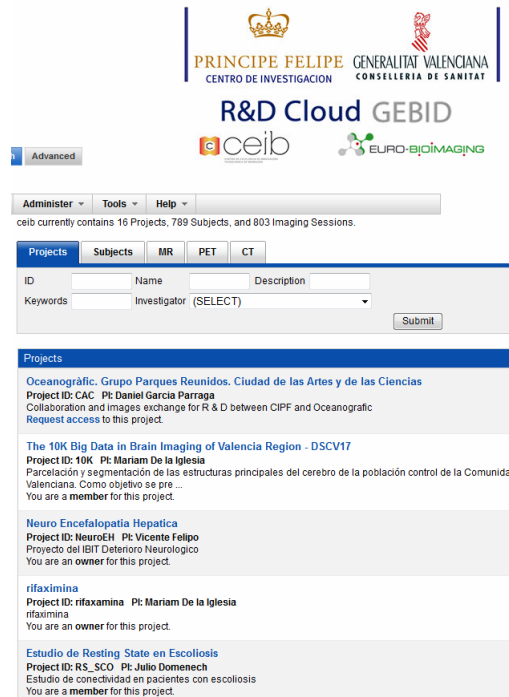 PRINCIPE FELIPE
CENTRO DE INVESTIGACION
GENERALITAT VALENCIANA
CONSELLERIA DE SANITAT
R&D Cloud GEBID
ceib
EURO-BIOIMAGING
Advanced
Administer Tools Help
ceib currently contains 16 Projects, 789 Subjects, and 803 Imaging Sessions.
Projects Subjects MR PET CT
ID Name Description
Keywords Investigator (SELECT)
Submit
Projects
Oceanogràfic. Grupo Parques Reunidos. Ciudad de las Artes y de las Ciencias
Project ID: CAC PI: Daniel Garcia Parraga
Collaboration and images exchange for R & D between CIPF and Oceanografic
Request access to this project.
The 10K Big Data in Brain Imaging of Valencia Region - DSCV17
Project ID: 10K PI: Mariam De la Iglesia
Parcelación y segmentación de las estructuras principales del cerebro de la población control de la Comunida
Valenciana. Como objetivo se pre ...
You are a member for this project.
Neuro Encefalopatia Hepatica
Project ID: NeuroEH PI: Vicente Felipo
Proyecto del IBIT Deterioro Neurologico
You are an owner for this project.
rifaximina
Project ID: rifaxamina PI: Mariam De la Iglesia
rifaximina
You are an owner for this project.
Estudio de Resting State en Escoliosis
Project ID: RS_SCO PI: Julio Domenech
Estudio de conectividad en pacientes con escoliosis
You are a member for this project.